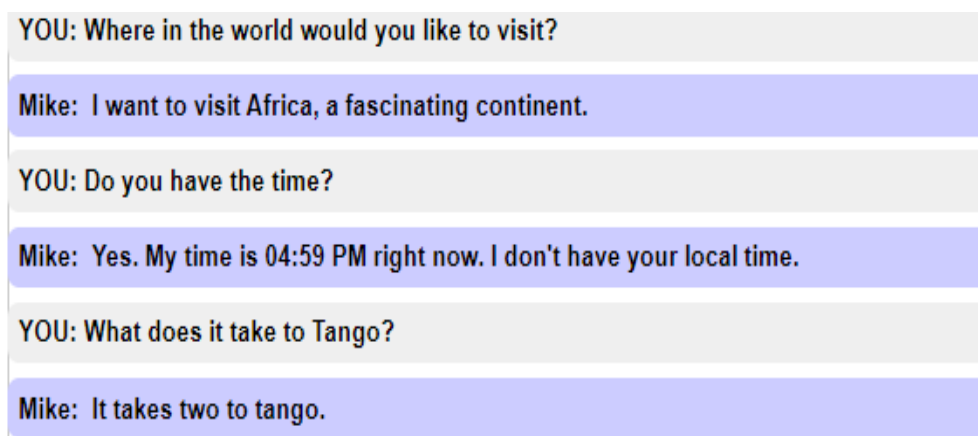 YOU: Where in the world would you like to visit?
Mike:  I want to visit Africa, a fascinating continent.
YOU: Do you have the time?
Mike:  Yes. My time is 04:59 PM right now. I don't have your local time.
YOU: What does it take to Tango?
Mike:  It takes two to tango.